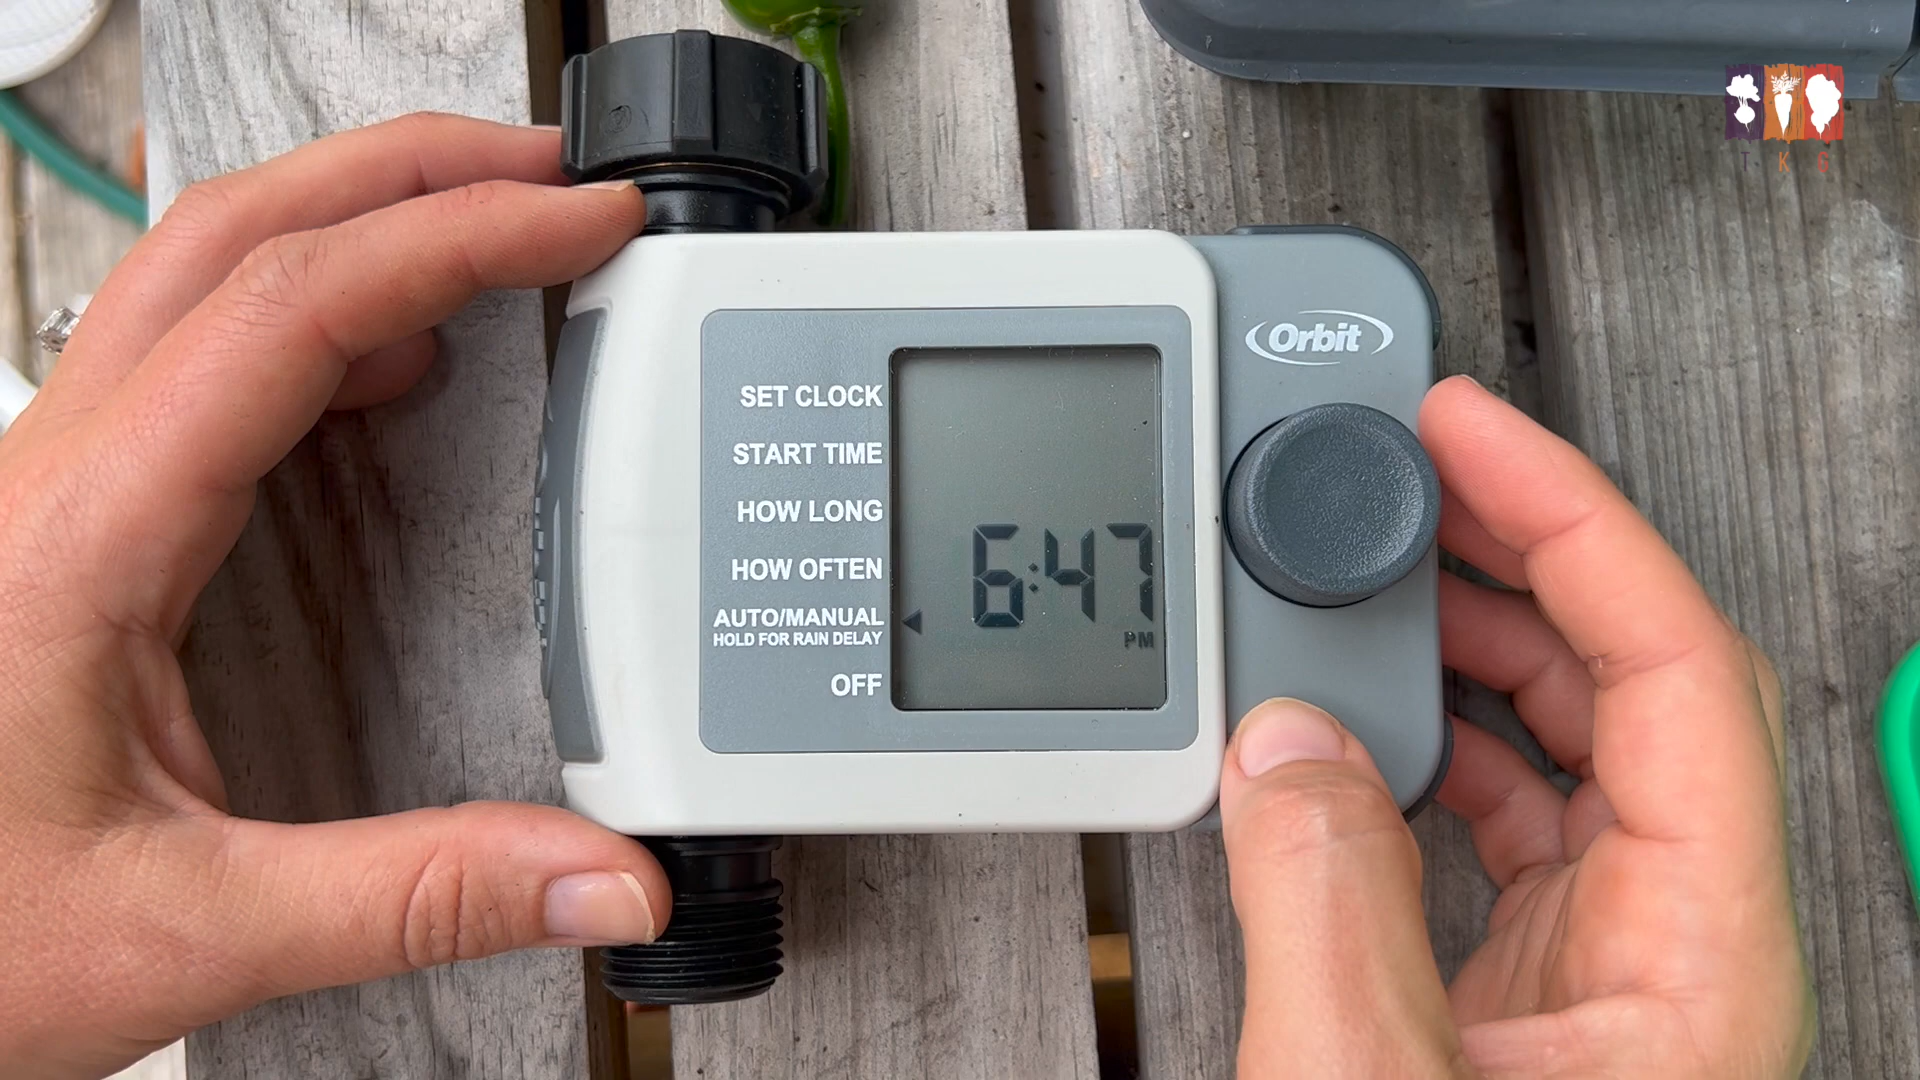 T K G
Orbit
SET CLOCK
START TIME
HOW LONG
HOW OFTEN
AUTO/MANUAL
HOLD FOR RAIN DELAY
OFF
6:47
PM